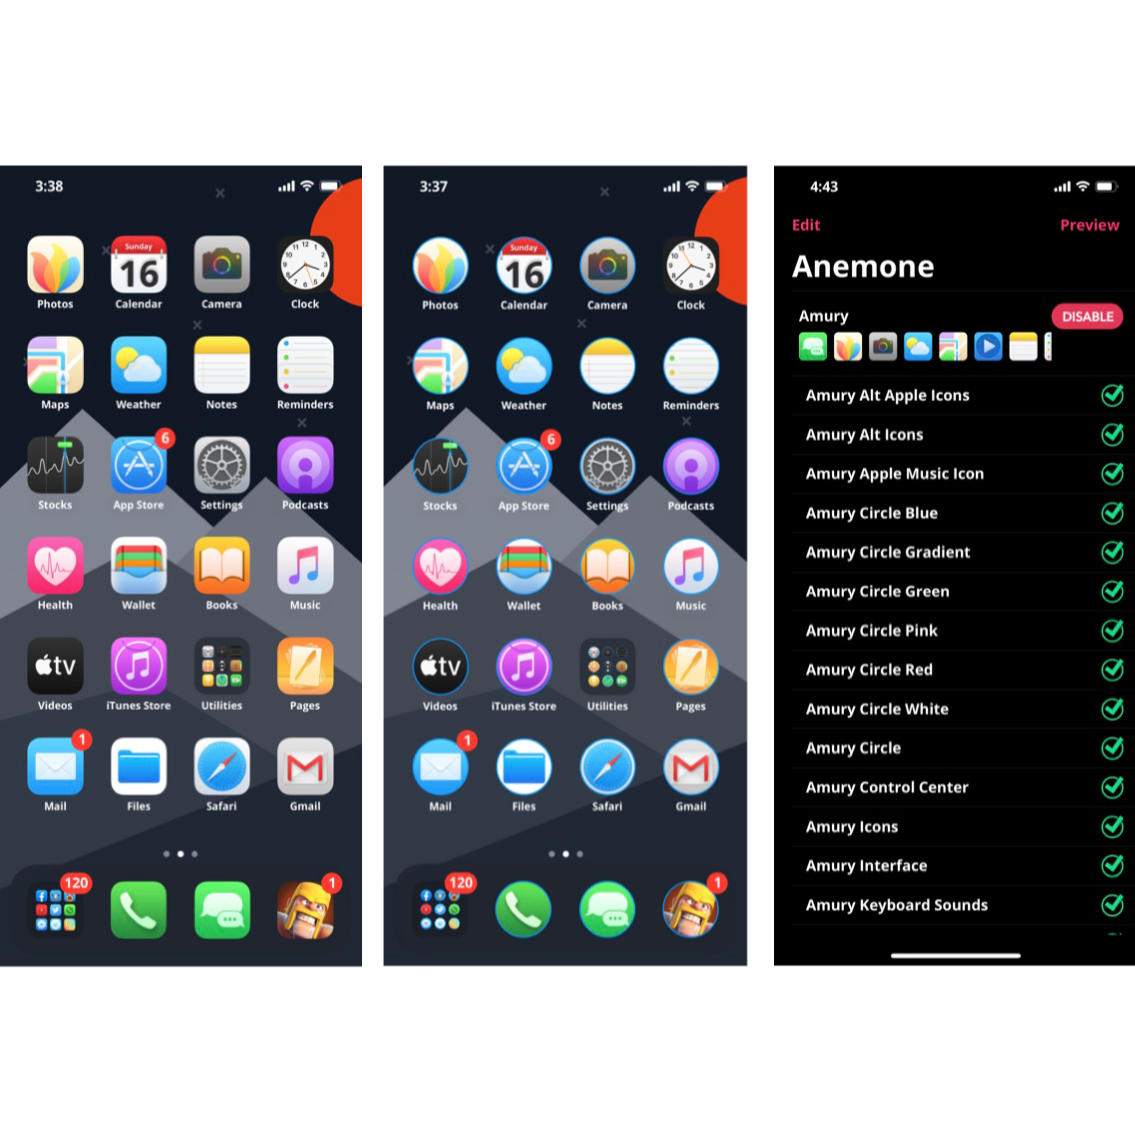 3:38
Sunday
16
Photos
Calendar
Camera
Clock
Maps
Weather
Notes
Reminders
6
Stocks
App Store
Settings
Podcasts
Health
Wallet
Books
Music
tv
Videos
iTunes Store
Utilities
Pages
1
Mail
Files
Safari
Gmail
120
1
3:37
Sunday
16
Photos
Calendar
Camera
Clock
Maps
Weather
Notes
Reminders
6
Stocks
App Store
Settings
Podcasts
Health
Wallet
Books
Music
tv
Videos
iTunes Store
Utilities
Pages
1
Mail
Files
Safari
Gmail
120
1
4:43
Edit
Preview
Anemone
Amury
DISABLE
Amury Alt Apple Icons
Amury Alt Icons
Amury Apple Music Icon
Amury Circle Blue
Amury Circle Gradient
Amury Circle Green
Amury Circle Pink
Amury Circle Red
Amury Circle White
Amury Circle
Amury Control Center
Amury Icons
Amury Interface
Amury Keyboard Sounds